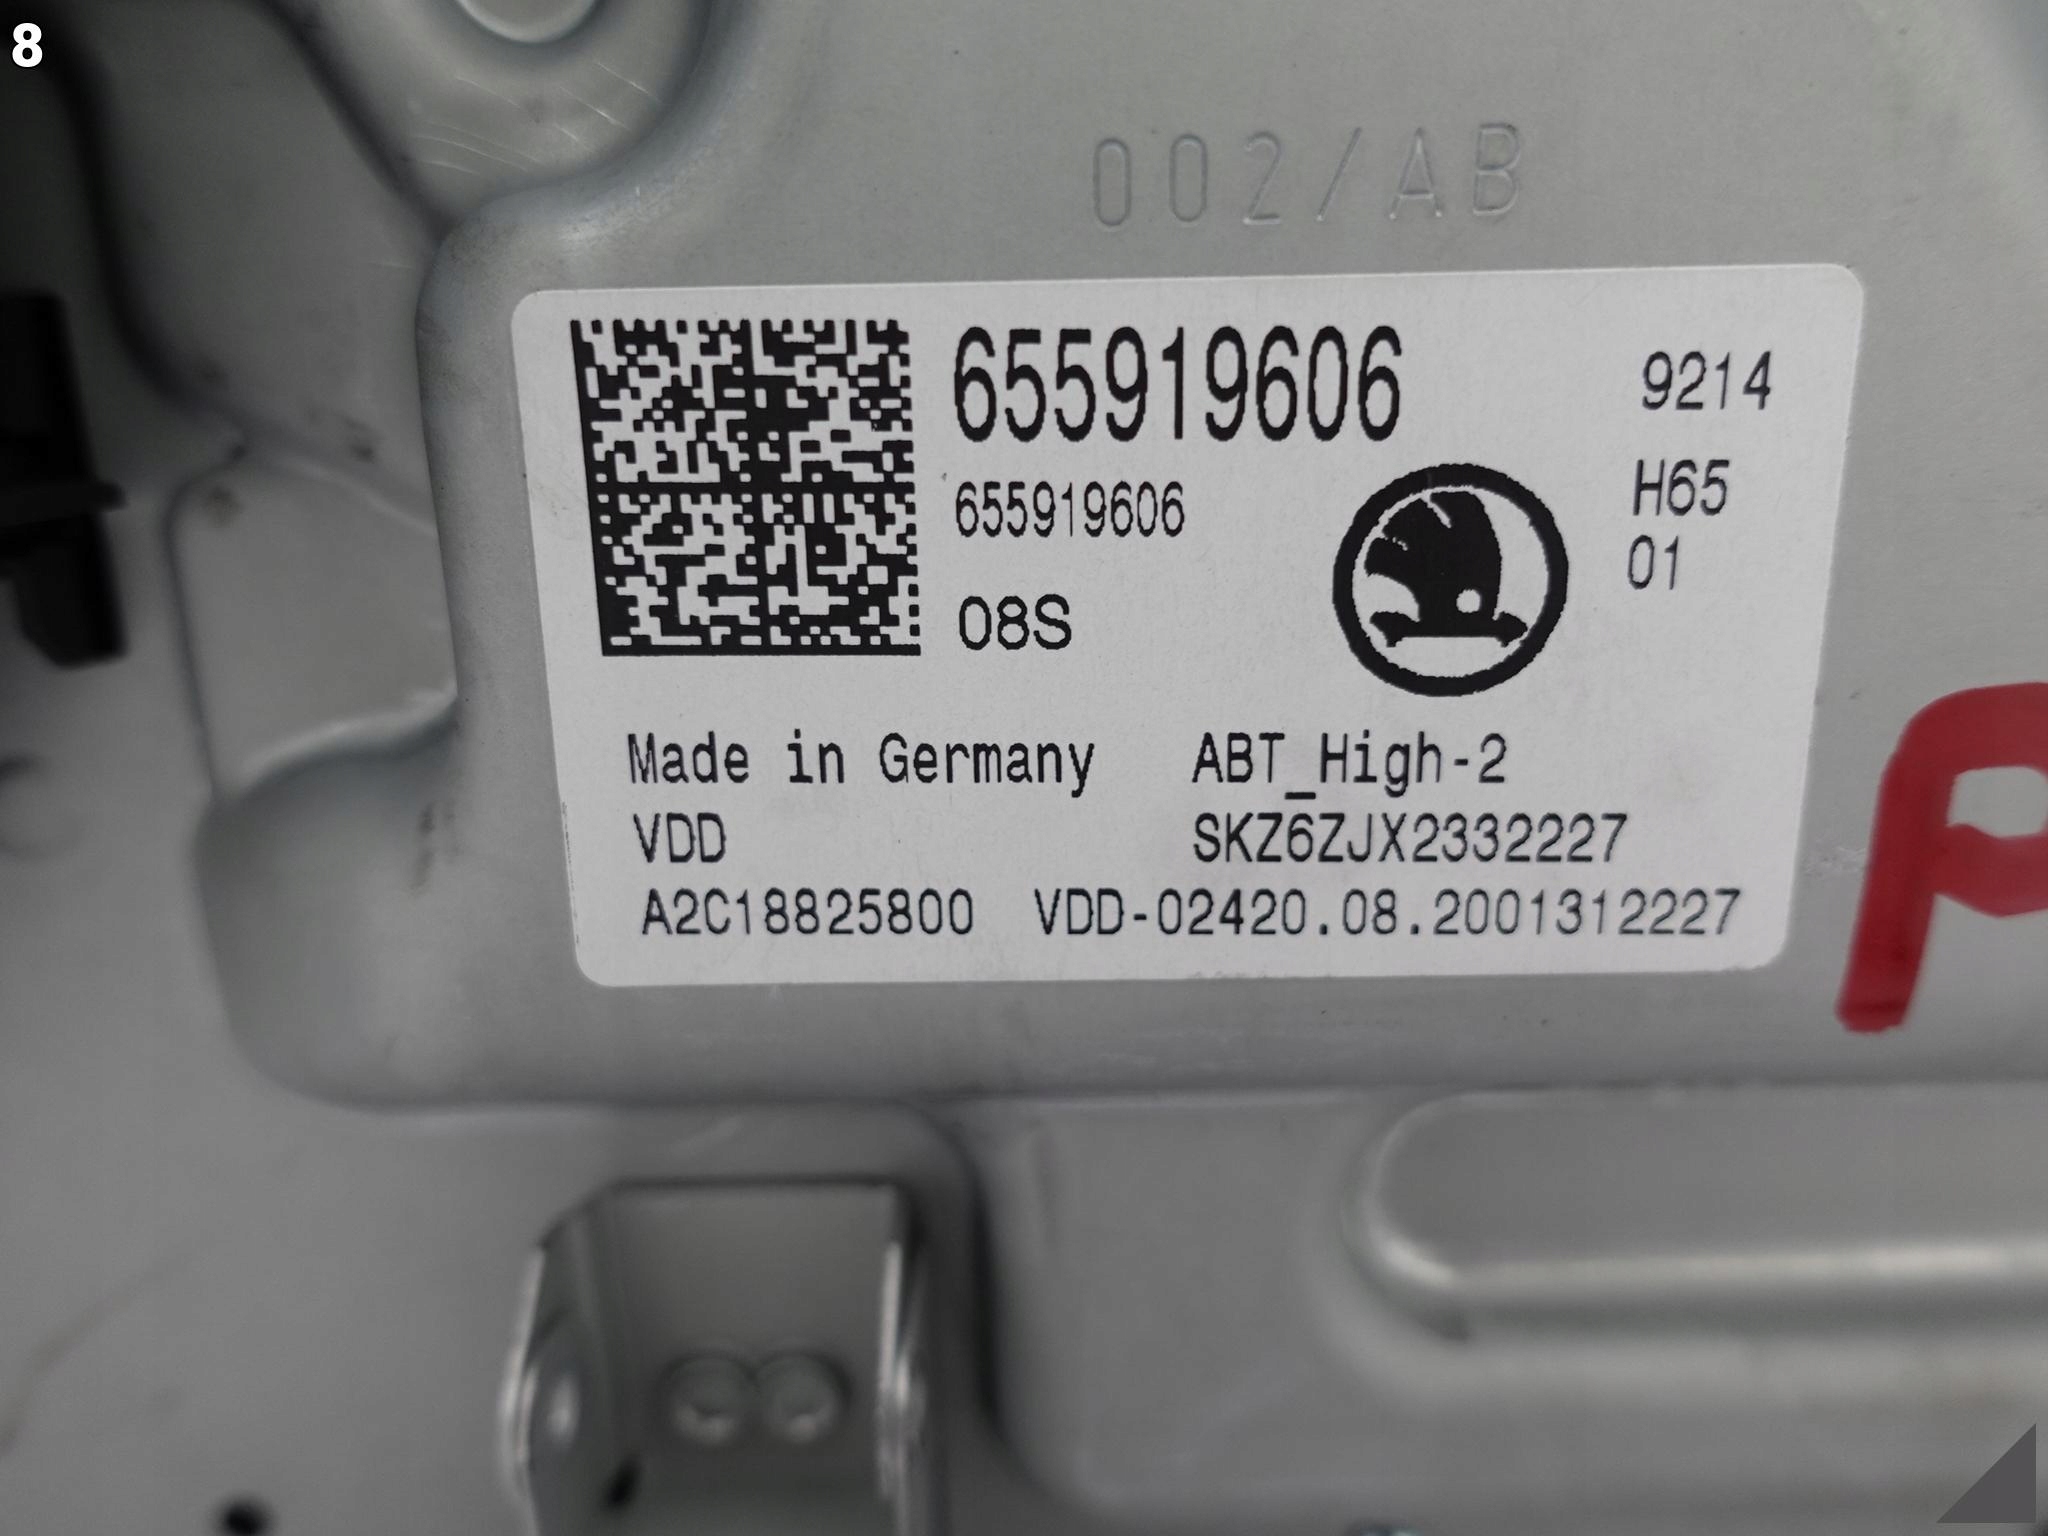 8
002/AB
655919606
9214
655919606
H65
01
08S
Made in Germany ABT_High-2
VDD SKZ6ZJX2332227
A2C18825800 VDD-02420.08.2001312227